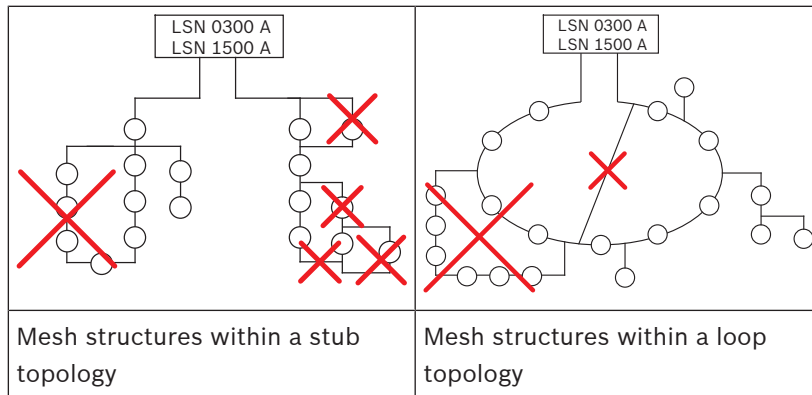 LSN 0300 A
LSN 1500 A
LSN 0300 A
LSN 1500 A
Mesh structures within a stub
topology
Mesh structures within a loop
topology